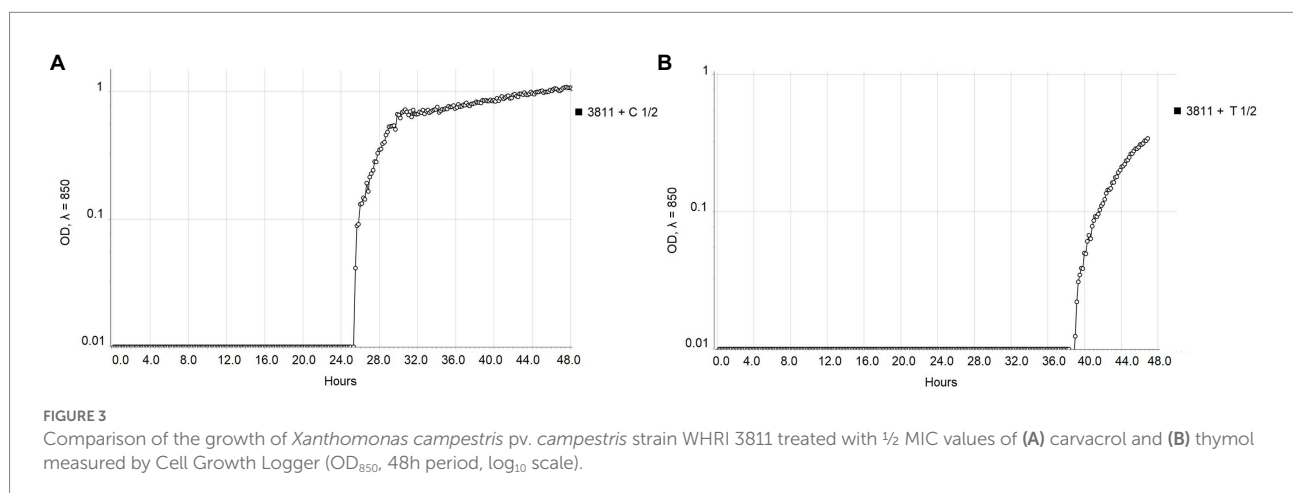 A
1
0.1
0.01
OD, λ = 850
0.0 4.0 8.0 12.0 16.0 20.0 24.0 28.0 32.0 36.0 40.0 44.0 48.0
Hours
3811 + C 1/2
B
1
0.1
0.01
OD, λ = 850
0.0 4.0 8.0 12.0 16.0 20.0 24.0 28.0 32.0 36.0 40.0 44.0 48.0
Hours
3811 + T 1/2
FIGURE 3
Comparison of the growth of Xanthomonas campestris pv. campestris strain WHRI 3811 treated with ½ MIC values of (A) carvacrol and (B) thymol
measured by Cell Growth Logger (OD₈₅₀, 48h period, log₁₀ scale).